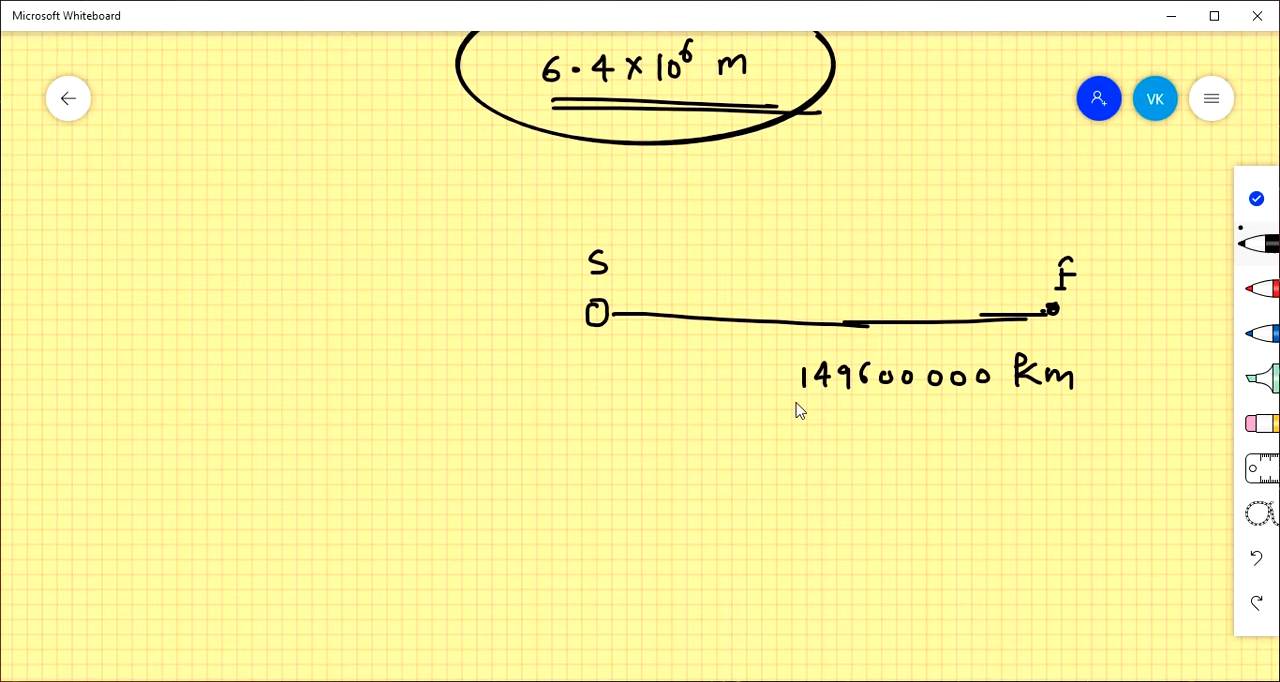 Microsoft Whiteboard
6.4 × 10⁶ m
VK
S
F
149600000 Km